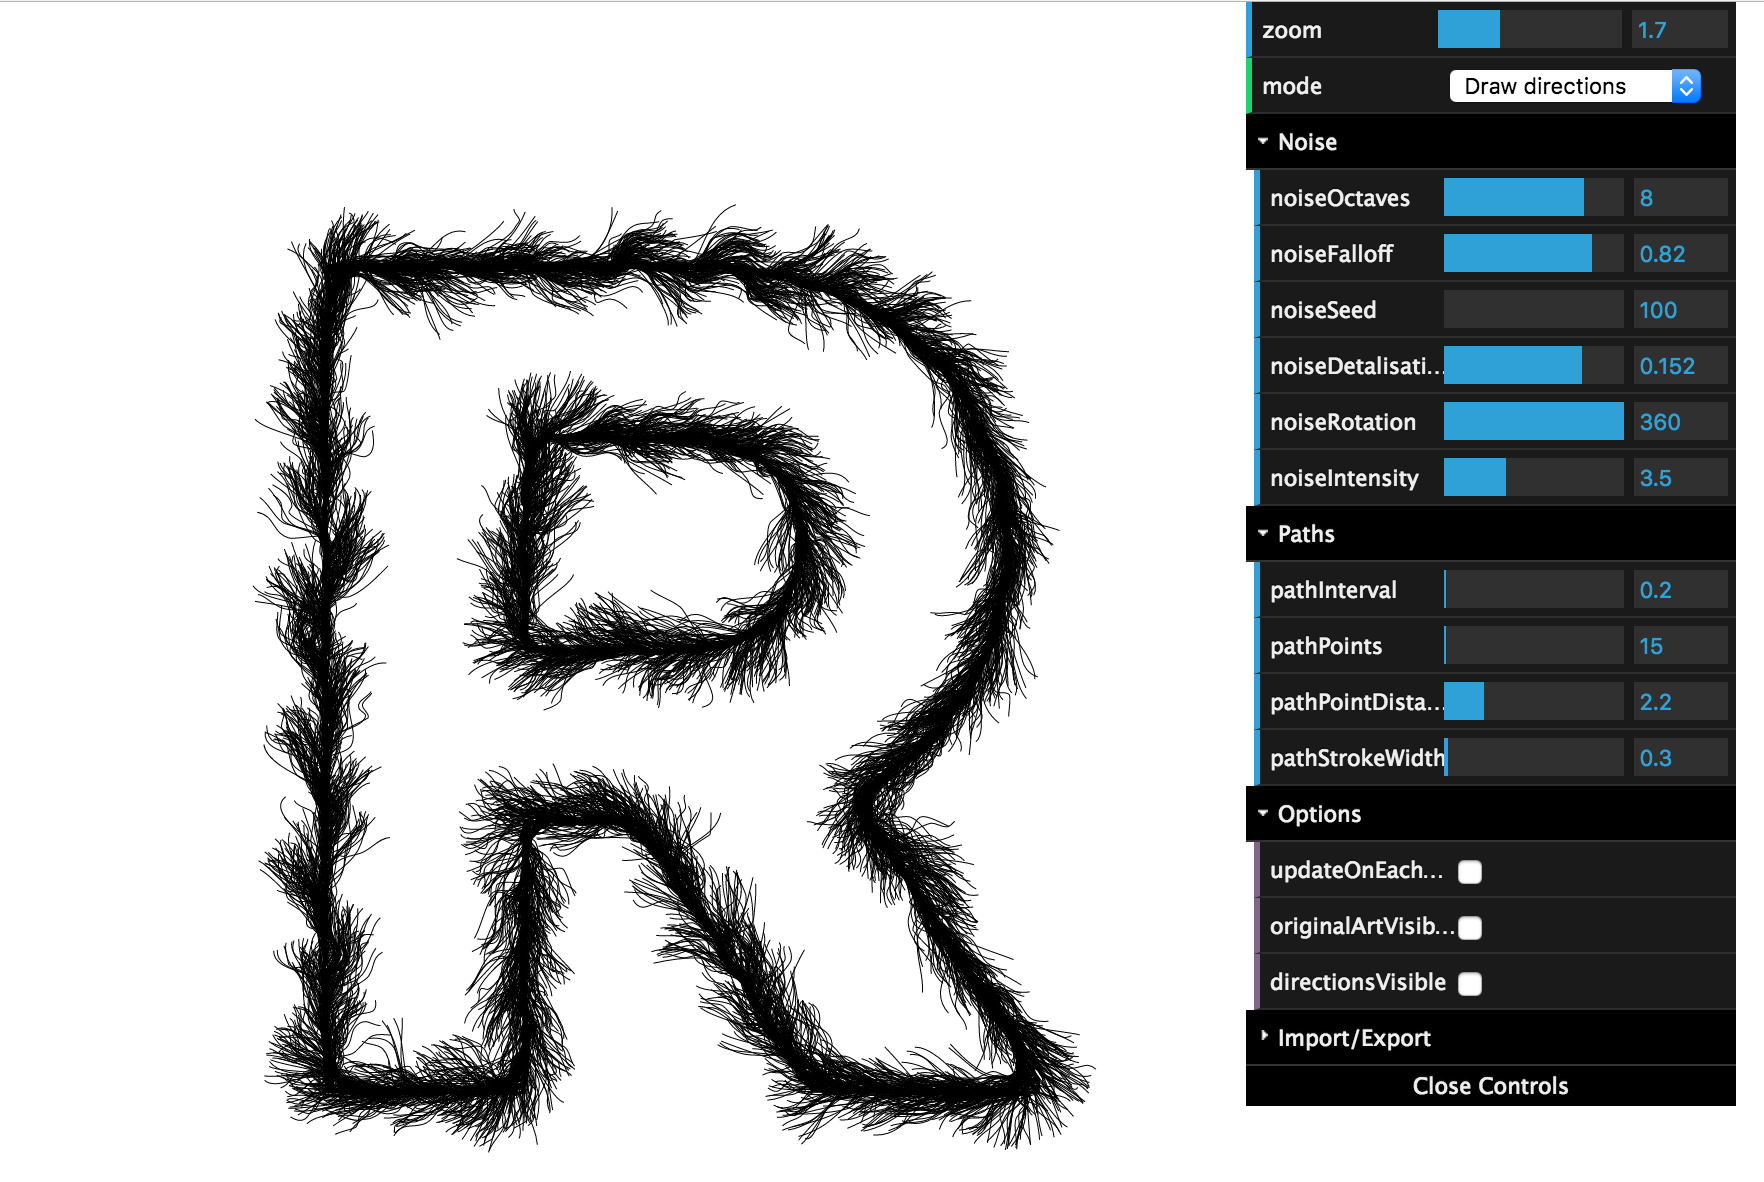 R
zoom 1.7
mode Draw directions
Noise
noiseOctaves 8
noiseFalloff 0.82
noiseSeed 100
noiseDetalisati... 0.152
noiseRotation 360
noiseIntensity 3.5
Paths
pathInterval 0.2
pathPoints 15
pathPointDista... 2.2
pathStrokeWidth 0.3
Options
updateOnEach...
originalArtVisib...
directionsVisible
Import/Export
Close Controls